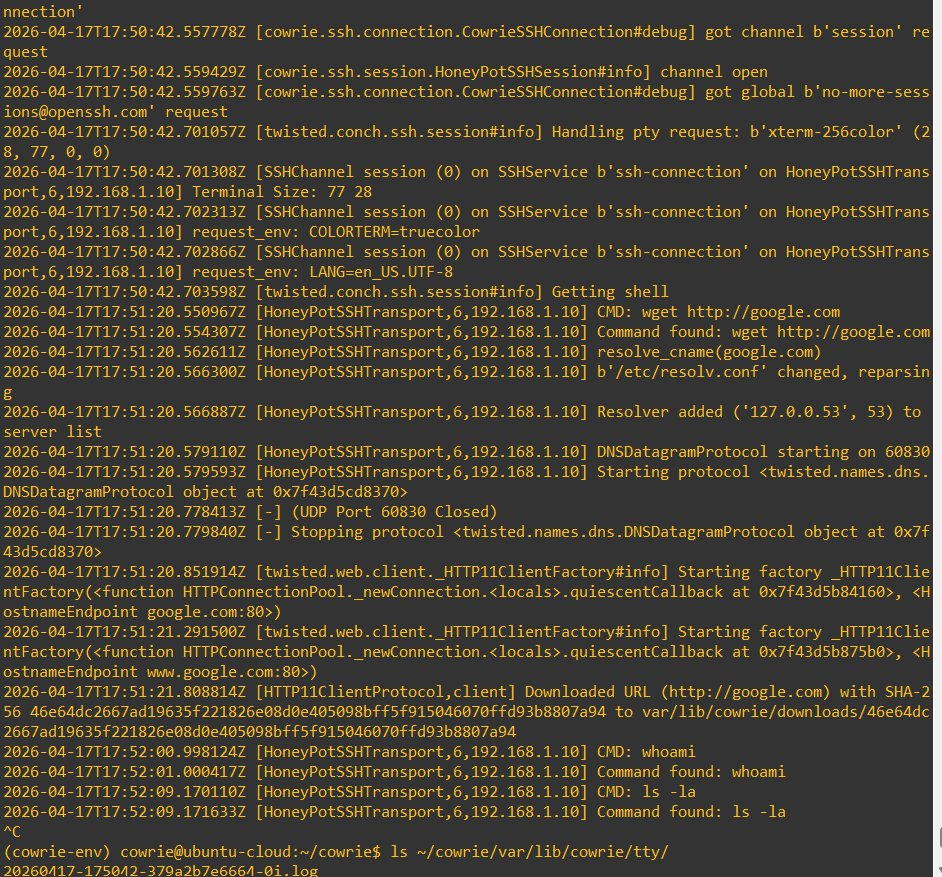 nnection'
2026-04-17T17:50:42.557778Z [cowrie.ssh.connection.CowrieSSHConnection#debug] got channel b'session' re
quest
2026-04-17T17:50:42.559429Z [cowrie.ssh.session.HoneyPotSSHSession#info] channel open
2026-04-17T17:50:42.559763Z [cowrie.ssh.connection.CowrieSSHConnection#debug] got global b'no-more-sess
ions@openssh.com' request
2026-04-17T17:50:42.701057Z [twisted.conch.ssh.session#info] Handling pty request: b'xterm-256color' (2
8, 77, 0, 0)
2026-04-17T17:50:42.701308Z [SSHChannel session (0) on SSHService b'ssh-connection' on HoneyPotSSHTrans
port,6,192.168.1.10] Terminal Size: 77 28
2026-04-17T17:50:42.702313Z [SSHChannel session (0) on SSHService b'ssh-connection' on HoneyPotSSHTrans
port,6,192.168.1.10] request_env: COLORTERM=truecolor
2026-04-17T17:50:42.702866Z [SSHChannel session (0) on SSHService b'ssh-connection' on HoneyPotSSHTrans
port,6,192.168.1.10] request_env: LANG=en_US.UTF-8
2026-04-17T17:50:42.703598Z [twisted.conch.ssh.session#info] Getting shell
2026-04-17T17:51:20.550967Z [HoneyPotSSHTransport,6,192.168.1.10] CMD: wget http://google.com
2026-04-17T17:51:20.554307Z [HoneyPotSSHTransport,6,192.168.1.10] Command found: wget http://google.com
2026-04-17T17:51:20.562611Z [HoneyPotSSHTransport,6,192.168.1.10] resolve_cname(google.com)
2026-04-17T17:51:20.566300Z [HoneyPotSSHTransport,6,192.168.1.10] b'/etc/resolv.conf' changed, reparsin
g
2026-04-17T17:51:20.566887Z [HoneyPotSSHTransport,6,192.168.1.10] Resolver added ('127.0.0.53', 53) to
server list
2026-04-17T17:51:20.579110Z [HoneyPotSSHTransport,6,192.168.1.10] DNSDatagramProtocol starting on 60830
2026-04-17T17:51:20.579593Z [HoneyPotSSHTransport,6,192.168.1.10] Starting protocol <twisted.names.dns.
DNSDatagramProtocol object at 0x7f43d5cd8370>
2026-04-17T17:51:20.778413Z [-] (UDP Port 60830 Closed)
2026-04-17T17:51:20.779840Z [-] Stopping protocol <twisted.names.dns.DNSDatagramProtocol object at 0x7f
43d5cd8370>
2026-04-17T17:51:20.851914Z [twisted.web.client._HTTP11ClientFactory#info] Starting factory _HTTP11Clie
ntFactory(<function HTTPConnectionPool._newConnection.<locals>.quiescentCallback at 0x7f43d5b84160>, <H
ostnameEndpoint google.com:80>)
2026-04-17T17:51:21.291500Z [twisted.web.client._HTTP11ClientFactory#info] Starting factory _HTTP11Clie
ntFactory(<function HTTPConnectionPool._newConnection.<locals>.quiescentCallback at 0x7f43d5b875b0>, <H
ostnameEndpoint www.google.com:80>)
2026-04-17T17:51:21.808814Z [HTTP11ClientProtocol,client] Downloaded URL (http://google.com) with SHA-2
56 46e64dc2667ad19635f221826e08d0e405098bff5f915046070ffd93b8807a94 to var/lib/cowrie/downloads/46e64dc
2667ad19635f221826e08d0e405098bff5f915046070ffd93b8807a94
2026-04-17T17:52:00.998124Z [HoneyPotSSHTransport,6,192.168.1.10] CMD: whoami
2026-04-17T17:52:01.000417Z [HoneyPotSSHTransport,6,192.168.1.10] Command found: whoami
2026-04-17T17:52:09.170110Z [HoneyPotSSHTransport,6,192.168.1.10] CMD: ls -la
2026-04-17T17:52:09.171633Z [HoneyPotSSHTransport,6,192.168.1.10] Command found: ls -la
^C
(cowrie-env) cowrie@ubuntu-cloud:~/cowrie$ ls ~/cowrie/var/lib/cowrie/tty/
20260417-175042-379a2b7e6664-0i.log